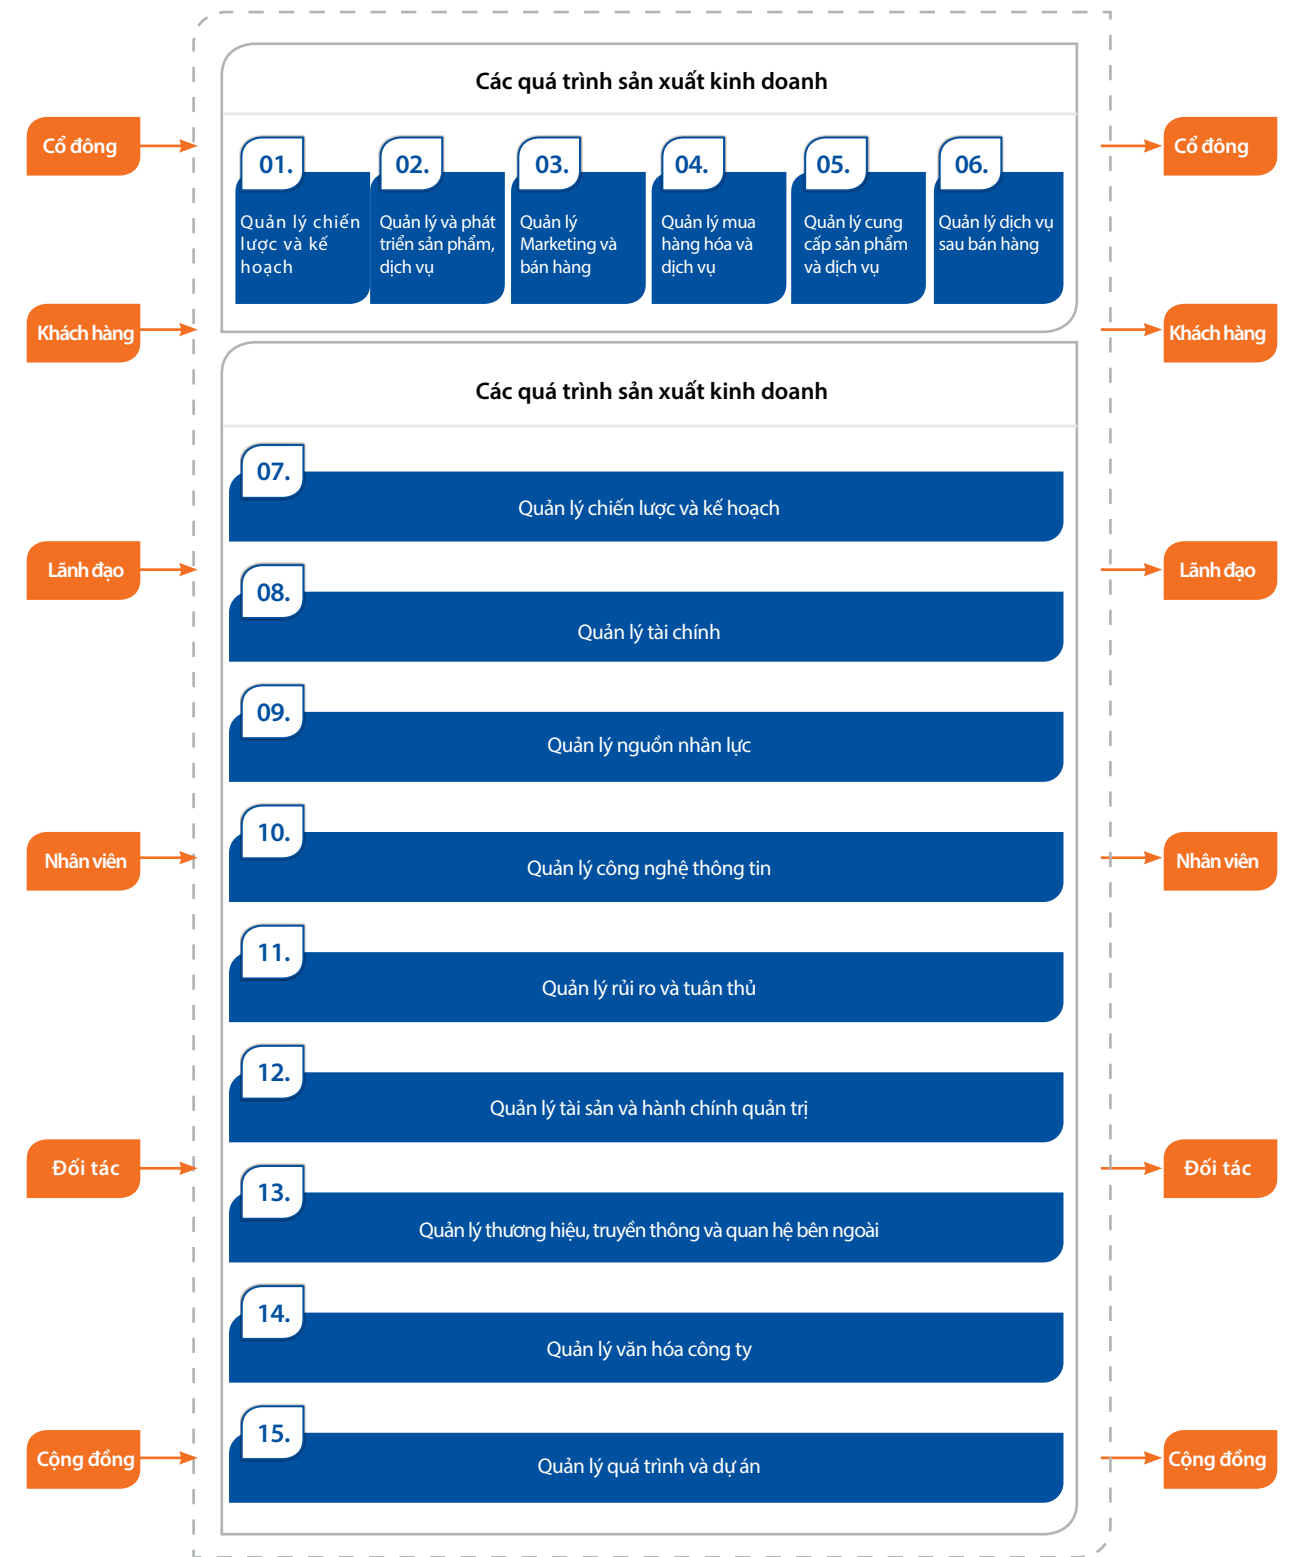 Các quá trình sản xuất kinh doanh
Cổ đông
Cổ đông
01.
02.
03.
04.
05.
06.
Quản lý chiến
lược và kế
hoạch
Quản lý và phát
triển sản phẩm,
dịch vụ
Quản lý
Marketing và
bán hàng
Quản lý mua
hàng hóa và
dịch vụ
Quản lý cung
cấp sản phẩm
và dịch vụ
Quản lý dịch vụ
sau bán hàng
Khách hàng
Khách hàng
Các quá trình sản xuất kinh doanh
07.
Quản lý chiến lược và kế hoạch
Lãnh đạo
Lãnh đạo
08.
Quản lý tài chính
09.
Quản lý nguồn nhân lực
10.
Quản lý công nghệ thông tin
Nhân viên
Nhân viên
11.
Quản lý rủi ro và tuân thủ
12.
Quản lý tài sản và hành chính quản trị
Đối tác
Đối tác
13.
Quản lý thương hiệu, truyền thông và quan hệ bên ngoài
14.
Quản lý văn hóa công ty
15.
Quản lý quá trình và dự án
Cộng đồng
Cộng đồng